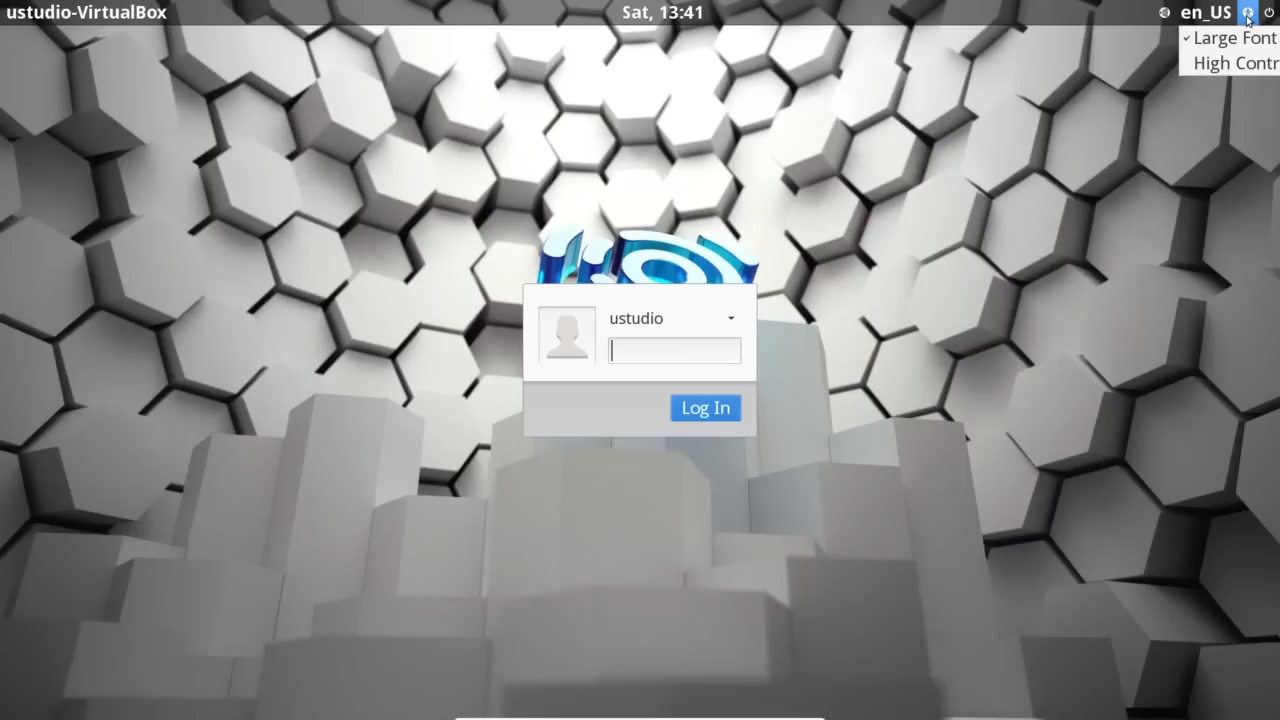 ustudio-VirtualBox
Sat, 13:41
en_US
Large Font
High Contr
ustudio
Log In